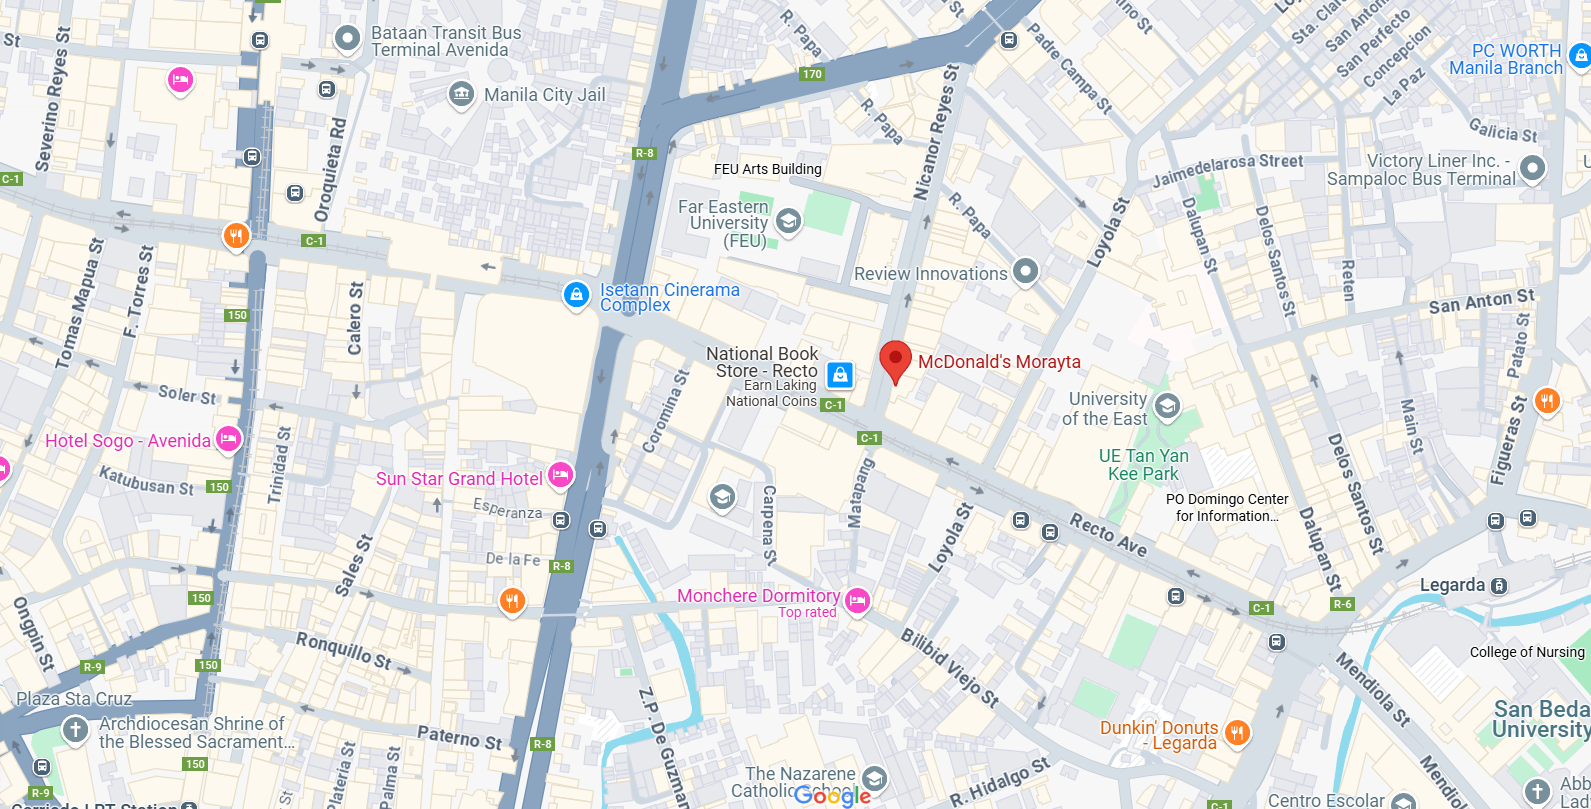 Bataan Transit Bus
Terminal Avenida
St
Severino Reyes St
Manila City Jail
Oroquieta Rd
C-1
R-8
170
R. Papa
R. Papa
Nicanor Reyes St
Padre Campa St
Sta. Clara
San Antonio
San Perfecto
Concepcion
La Paz
PC WORTH
Manila Branch
Galicia St
Victory Liner Inc. -
Sampaloc Bus Terminal
Jaimedelarosa Street
FEU Arts Building
Far Eastern
University
(FEU)
R. Papa
Loyola St
Dalupan St
Delos Santos St
Reten
San Anton St
Patato St
Review Innovations
C-1
Tomas Mapua St
F. Torres St
150
Calero St
Isetann Cinerama
Complex
National Book
Store - Recto
Earn Laking
National Coins
C-1
McDonald's Morayta
C-1
University
of the East
UE Tan Yan
Kee Park
PO Domingo Center
for Information...
Main St
Figueras St
Delos Santos St
Dalupan St
Soler St
Hotel Sogo - Avenida
Katubusan St
150
Trinidad St
Sun Star Grand Hotel
Esperanza
Coromina St
Carpena St
Matapang
Loyola St
Recto Ave
De la Fe
R-8
Sales St
150
Ongpin St
Ronquillo St
150
R-9
Monchere Dormitory
Top rated
Bilibid Viejo St
C-1
R-6
Legarda
College of Nursing
Mendiola St
San Beda
University
Plaza Sta Cruz
Archdiocesan Shrine of
the Blessed Sacrament...
150
R-9
Paterno St
R-8
Z.P. De Guzman
Plateria St
Palma St
St
Carriedo LRT Station
The Nazarene
Catholic School
Google
R. Hidalgo St
Dunkin' Donuts
- Legarda
C-1
Centro Escolar
Mendio
Abb
Lad